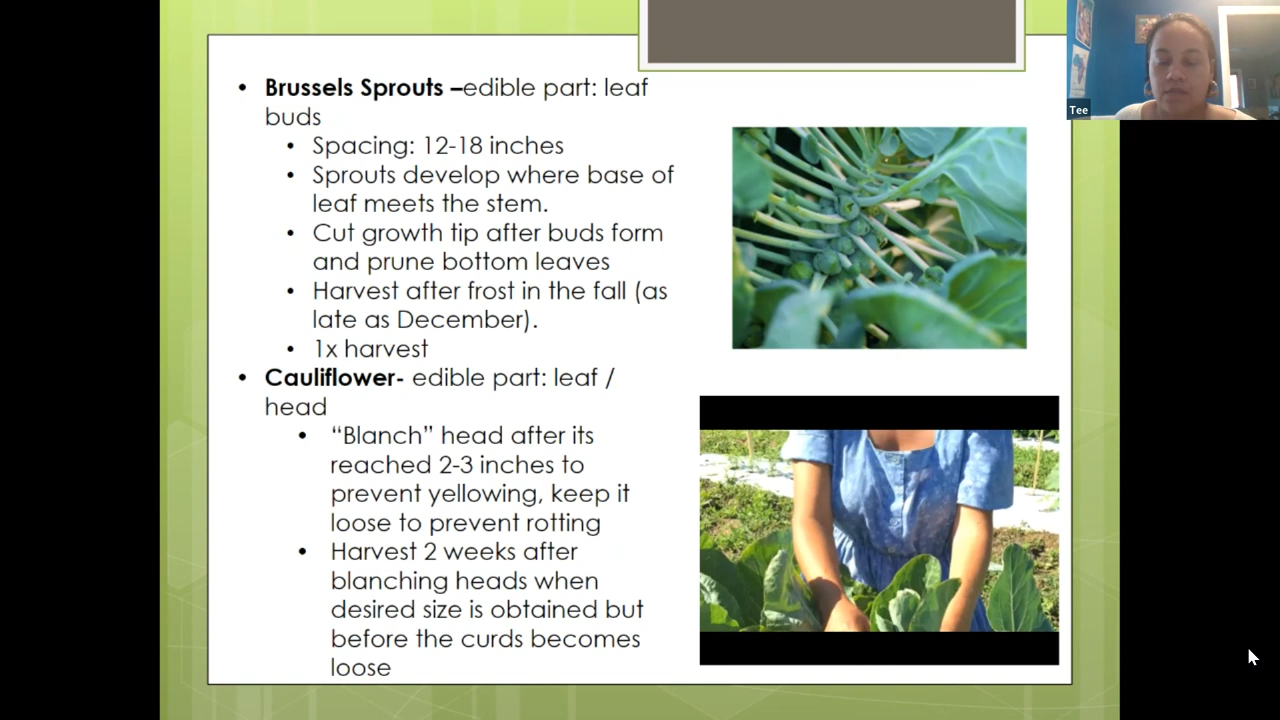 • Brussels Sprouts –edible part: leaf
buds
• Spacing: 12-18 inches
• Sprouts develop where base of
leaf meets the stem.
• Cut growth tip after buds form
and prune bottom leaves
• Harvest after frost in the fall (as
late as December).
• 1x harvest
• Cauliflower- edible part: leaf /
head
• “Blanch” head after its
reached 2-3 inches to
prevent yellowing, keep it
loose to prevent rotting
• Harvest 2 weeks after
blanching heads when
desired size is obtained but
before the curds becomes
loose
Tee